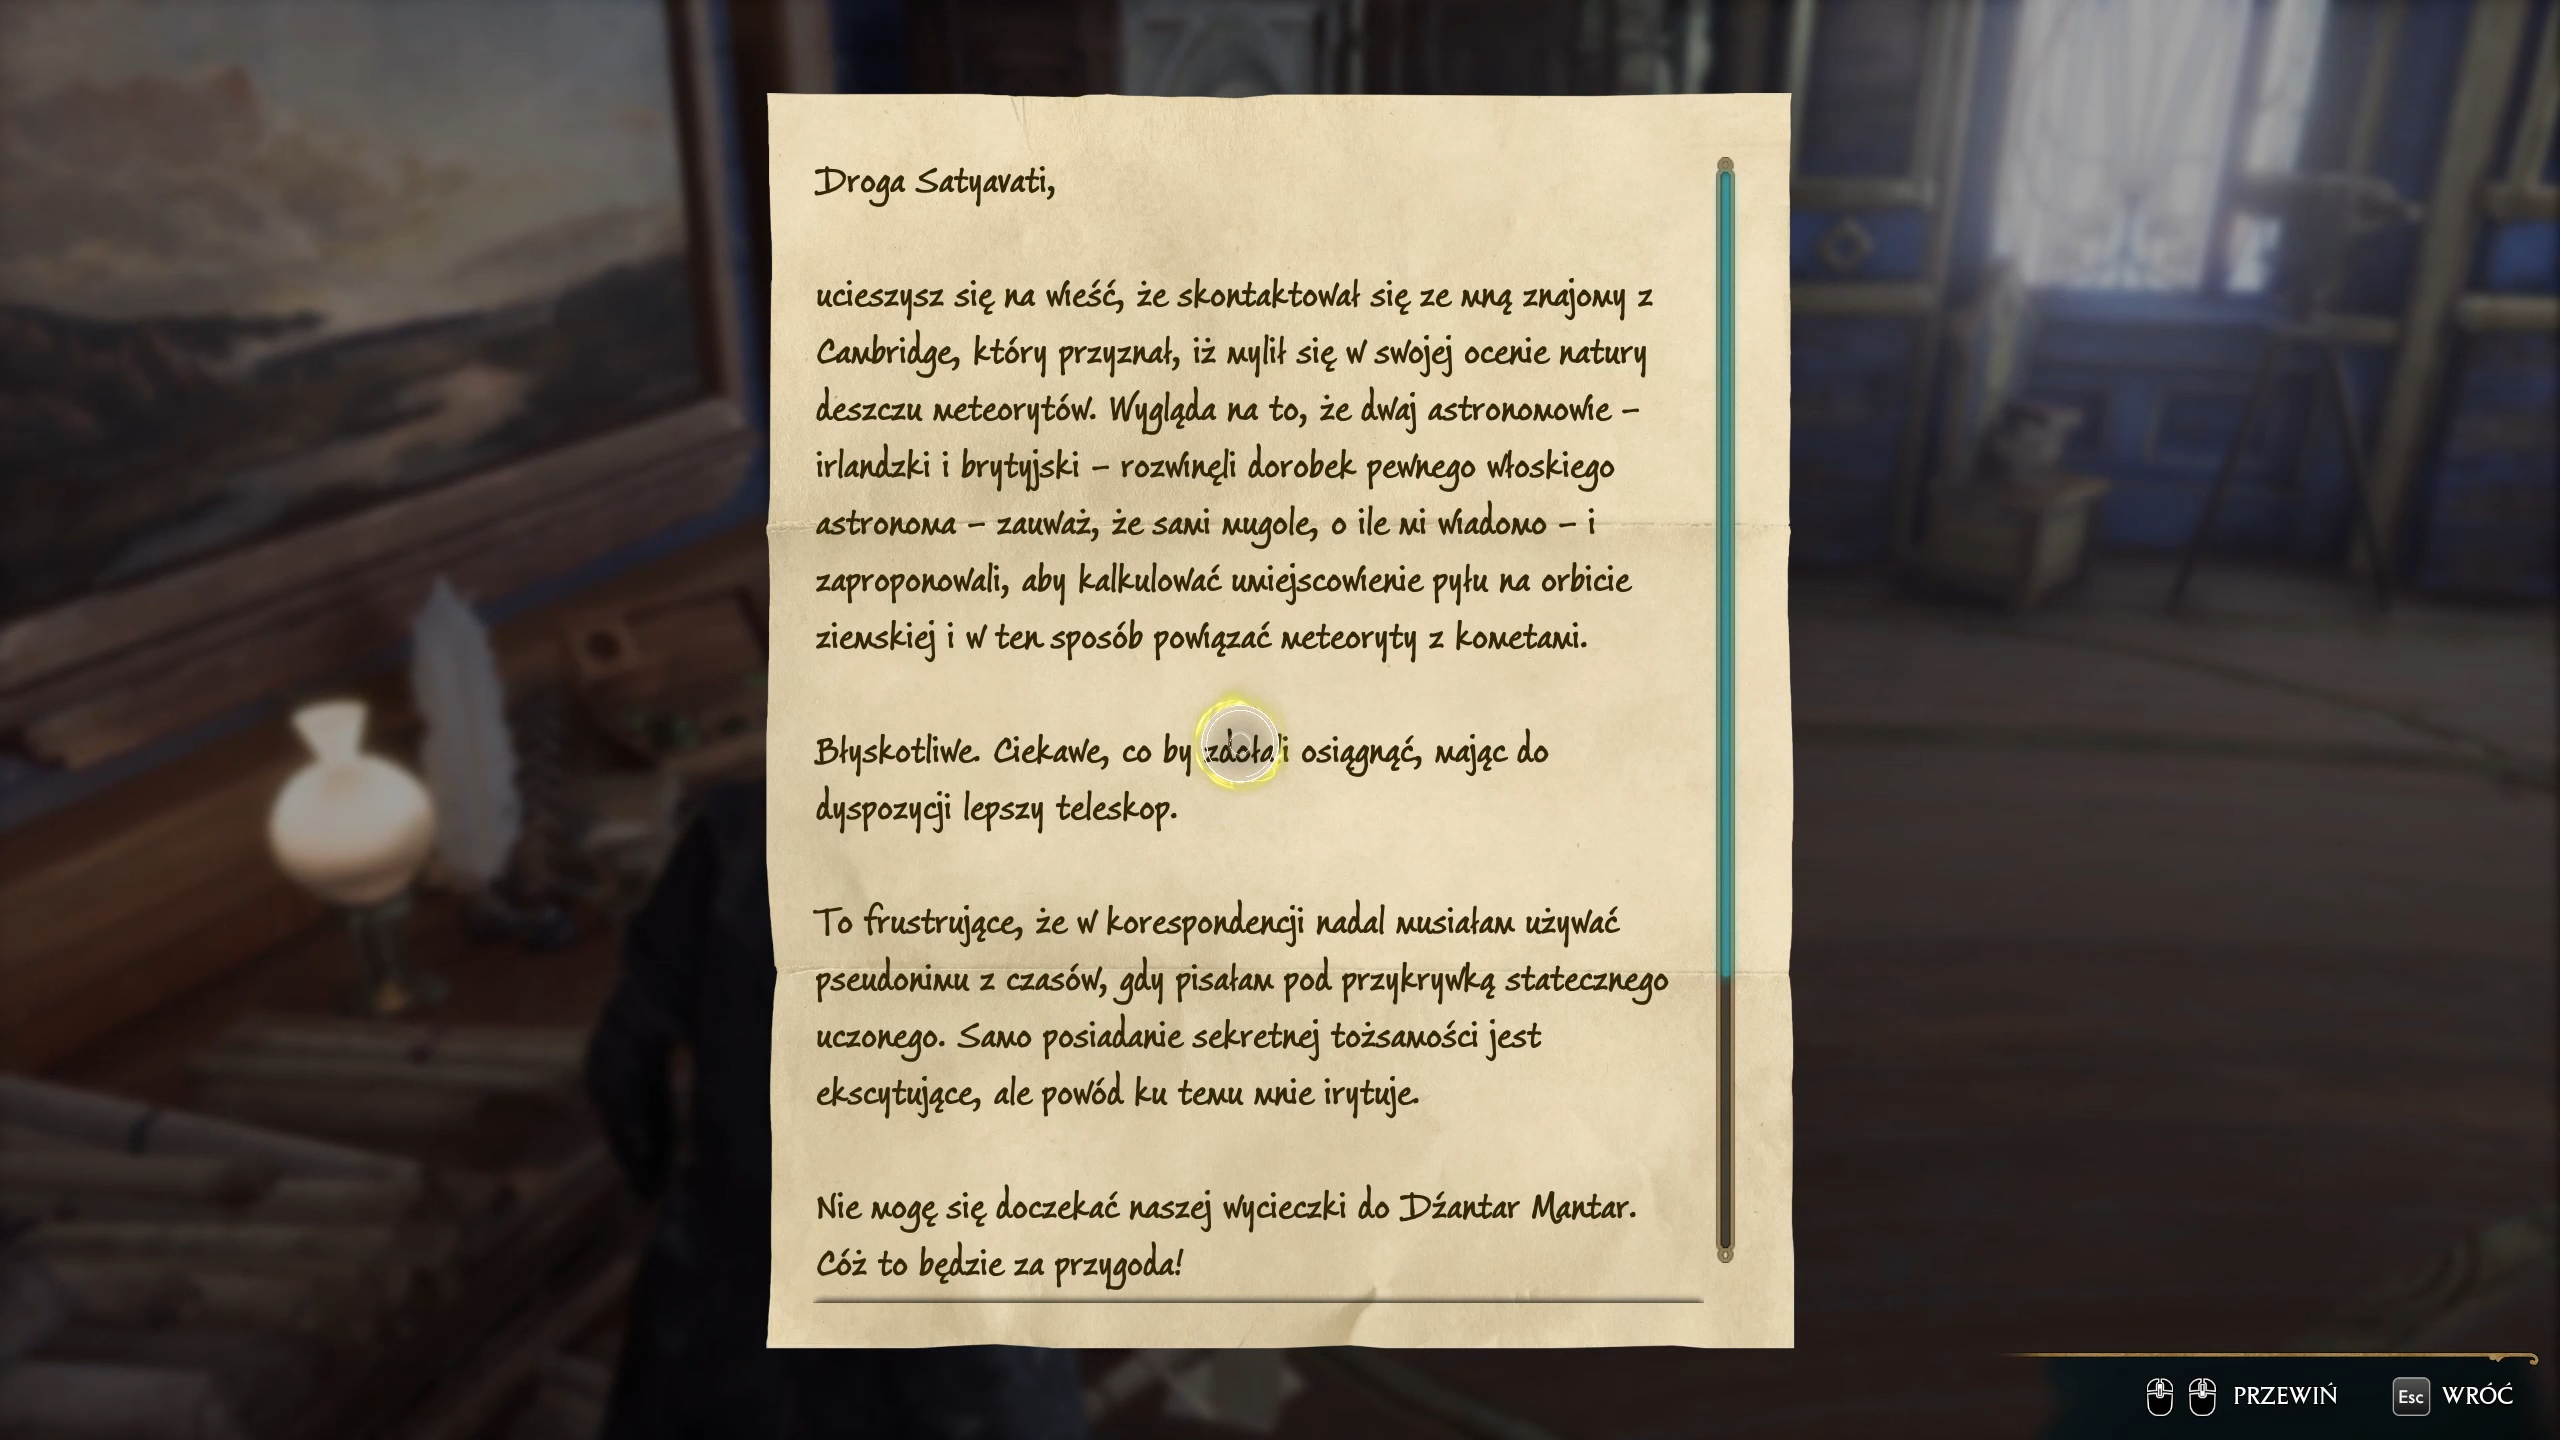 Droga Satyavati,
ucieszysz się na wieść, że skontaktował się ze mną znajomy z
Cambridge, który przyznał, iż mylił się w swojej ocenie natury
deszczu meteorytów. Wygląda na to, że dwaj astronomowie –
irlandzki i brytyjski – rozwinęli dorobek pewnego włoskiego
astronoma – zauważ, że sami mugole, o ile mi wiadomo – i
zaproponowali, aby kalkulować umiejscowienie pyłu na orbicie
ziemskiej i w ten sposób powiązać meteoryty z kometami.
Błyskotliwe. Ciekawe, co by zdołali osiągnąć, mając do
dyspozycji lepszy teleskop.
To frustrujące, że w korespondencji nadal musiałam używać
pseudonimu z czasów, gdy pisałam pod przykrywką statecznego
uczonego. Samo posiadanie sekretnej tożsamości jest
ekscytujące, ale powód ku temu mnie irytuje.
Nie mogę się doczekać naszej wycieczki do Dźantar Mantar.
Cóż to będzie za przygoda!
PRZEWIŃ Esc WRÓĆ